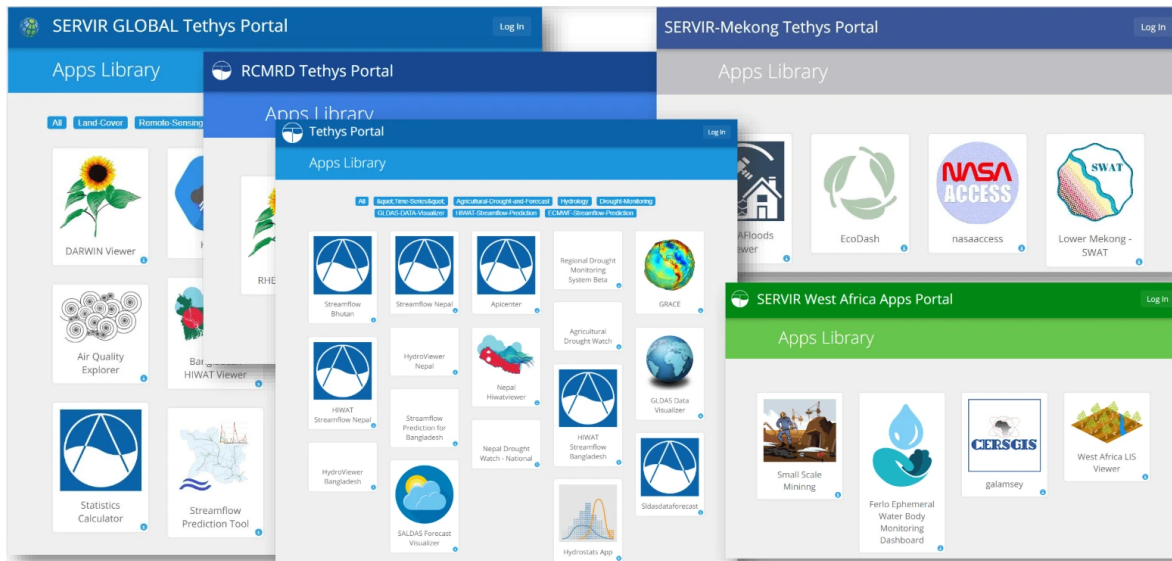 SERVIR GLOBAL Tethys Portal
Log In
Apps Library
All
Land-Cover
Remote-Sensing
DARWIN Viewer
Air Quality
Explorer
HIWAT Viewer
Statistics
Calculator
Streamflow
Prediction Tool
RCMRD Tethys Portal
Apps Library
RHE
Tethys Portal
Log In
Apps Library
All
&quot;Time-Series&quot;
Agricultural-Drought-and-Forecast
Hydrology
Drought-Monitoring
GLDAS-DATA-Visualizer
HIWAT-Streamflow-Prediction
ECMWF-Streamflow-Prediction
Streamflow
Bhutan
Streamflow Nepal
Apicenter
Regional Drought
Monitoring
System Beta
GRACE
HIWAT
Streamflow Nepal
HydroViewer
Nepal
Nepal
Hiwatviewer
Agricultural
Drought Watch
GLDAS Data
Visualizer
HydroViewer
Bangladesh
Streamflow
Prediction for
Bangladesh
Nepal Drought
Watch - National
HIWAT
Streamflow
Bangladesh
Sldasdataforecast
SALDAS Forecast
Visualizer
Hydrostats App
SERVIR-Mekong Tethys Portal
Log In
Apps Library
AFloods
ewer
EcoDash
NASA
ACCESS
nasaaccess
SWAT
Lower Mekong -
SWAT
SERVIR West Africa Apps Portal
Log In
Apps Library
Small Scale
Mininng
Ferlo Ephemeral
Water Body
Monitoring
Dashboard
CERSGIS
galamsey
West Africa LIS
Viewer